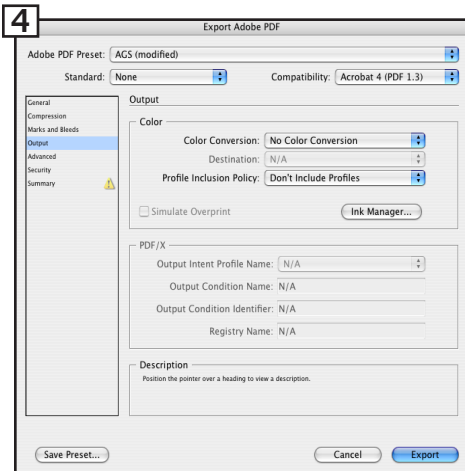 4
Export Adobe PDF
Adobe PDF Preset: AGS (modified)
Standard: None Compatibility: Acrobat 4 (PDF 1.3)
General
Compression
Marks and Bleeds
Output
Advanced
Security
Summary
Output
Color
Color Conversion: No Color Conversion
Destination: N/A
Profile Inclusion Policy: Don't Include Profiles
Simulate Overprint Ink Manager...
PDF/X
Output Intent Profile Name: N/A
Output Condition Name: N/A
Output Condition Identifier: N/A
Registry Name: N/A
Description
Position the pointer over a heading to view a description.
Save Preset... Cancel Export